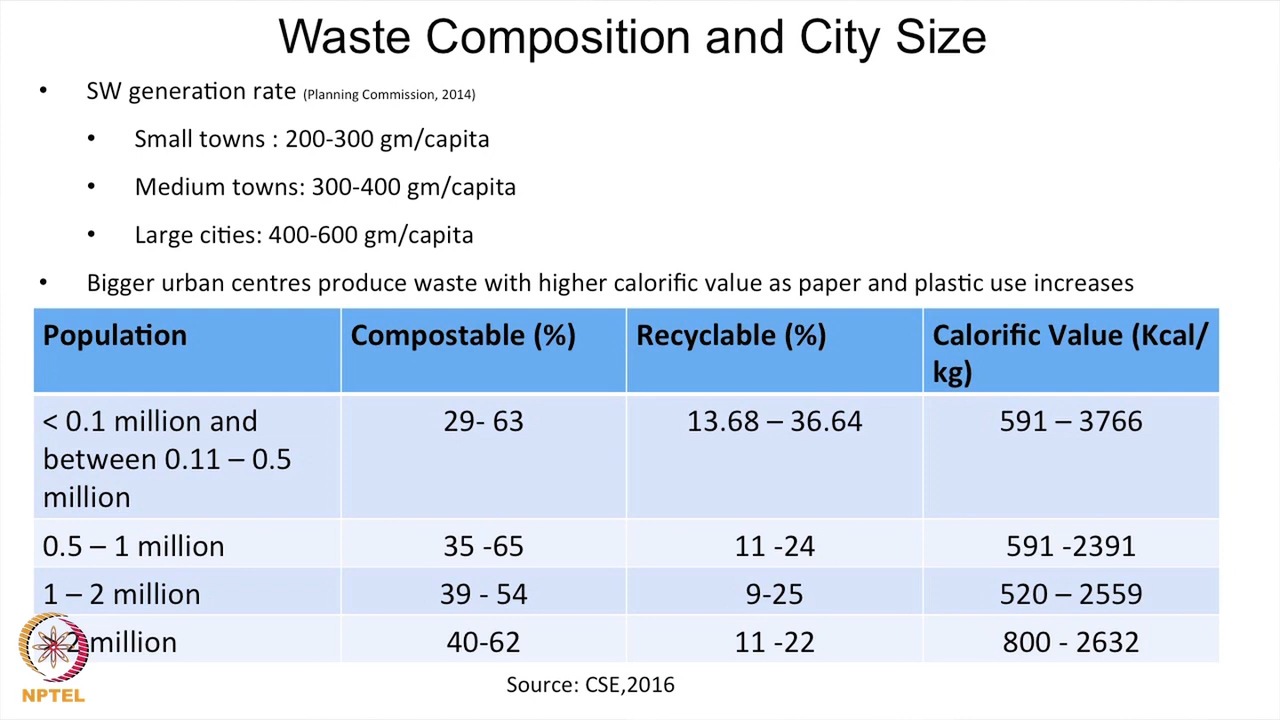 Waste Composition and City Size
• SW generation rate (Planning Commission, 2014)
• Small towns : 200-300 gm/capita
• Medium towns: 300-400 gm/capita
• Large cities: 400-600 gm/capita
• Bigger urban centres produce waste with higher calorific value as paper and plastic use increases
Population Compostable (%) Recyclable (%) Calorific Value (Kcal/
kg)
< 0.1 million and 29- 63 13.68 – 36.64 591 – 3766
between 0.11 – 0.5
million
0.5 – 1 million 35 -65 11 -24 591 -2391
1 – 2 million 39 - 54 9-25 520 – 2559
2 million 40-62 11 -22 800 - 2632
Source: CSE,2016
NPTEL